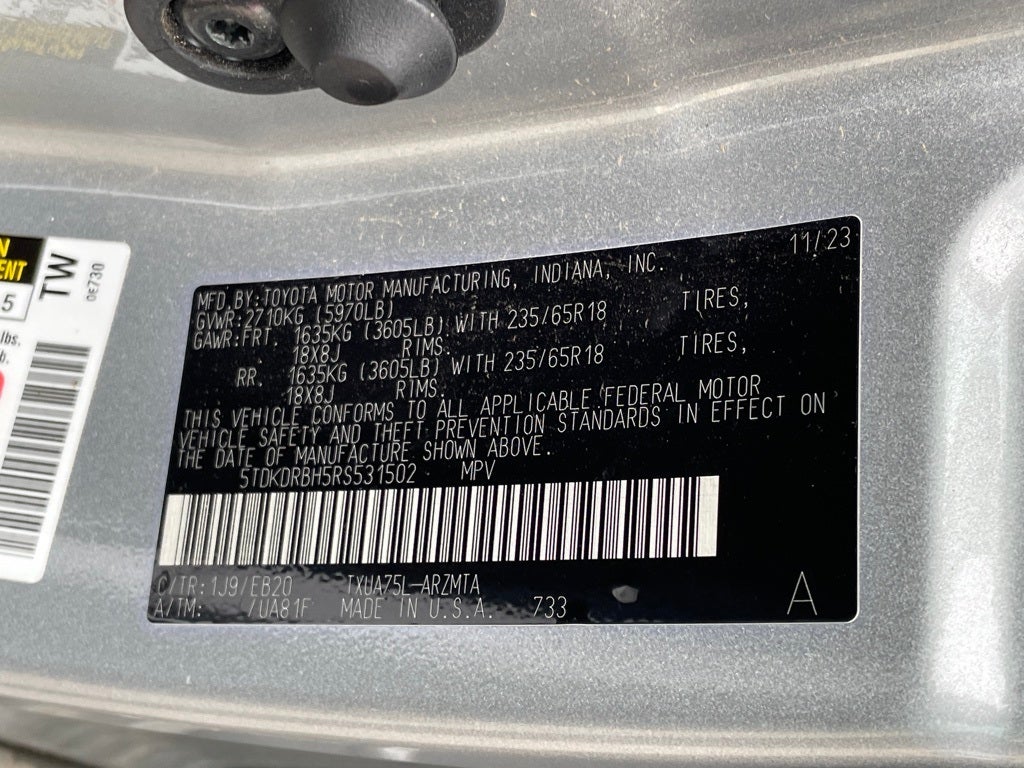 11/23
MFD.BY:TOYOTA MOTOR MANUFACTURING, INDIANA, INC.
GVWR:2710KG (5970LB)
GAWR:FRT. 1635KG (3605LB) WITH 235/65R18 TIRES,
18X8J RIMS.
RR. 1635KG (3605LB) WITH 235/65R18 TIRES,
18X8J RIMS.
THIS VEHICLE CONFORMS TO ALL APPLICABLE FEDERAL MOTOR
VEHICLE SAFETY AND THEFT PREVENTION STANDARDS IN EFFECT ON
THE DATE OF MANUFACTURE SHOWN ABOVE.
5TDKDRBH5RS531502 MPV
C/TR:1J9/EB20 TXUA75L-ARZMTA
A/TM: /UA81F MADE IN U.S.A. 733 A
TW
0E730
5
lbs.
b.